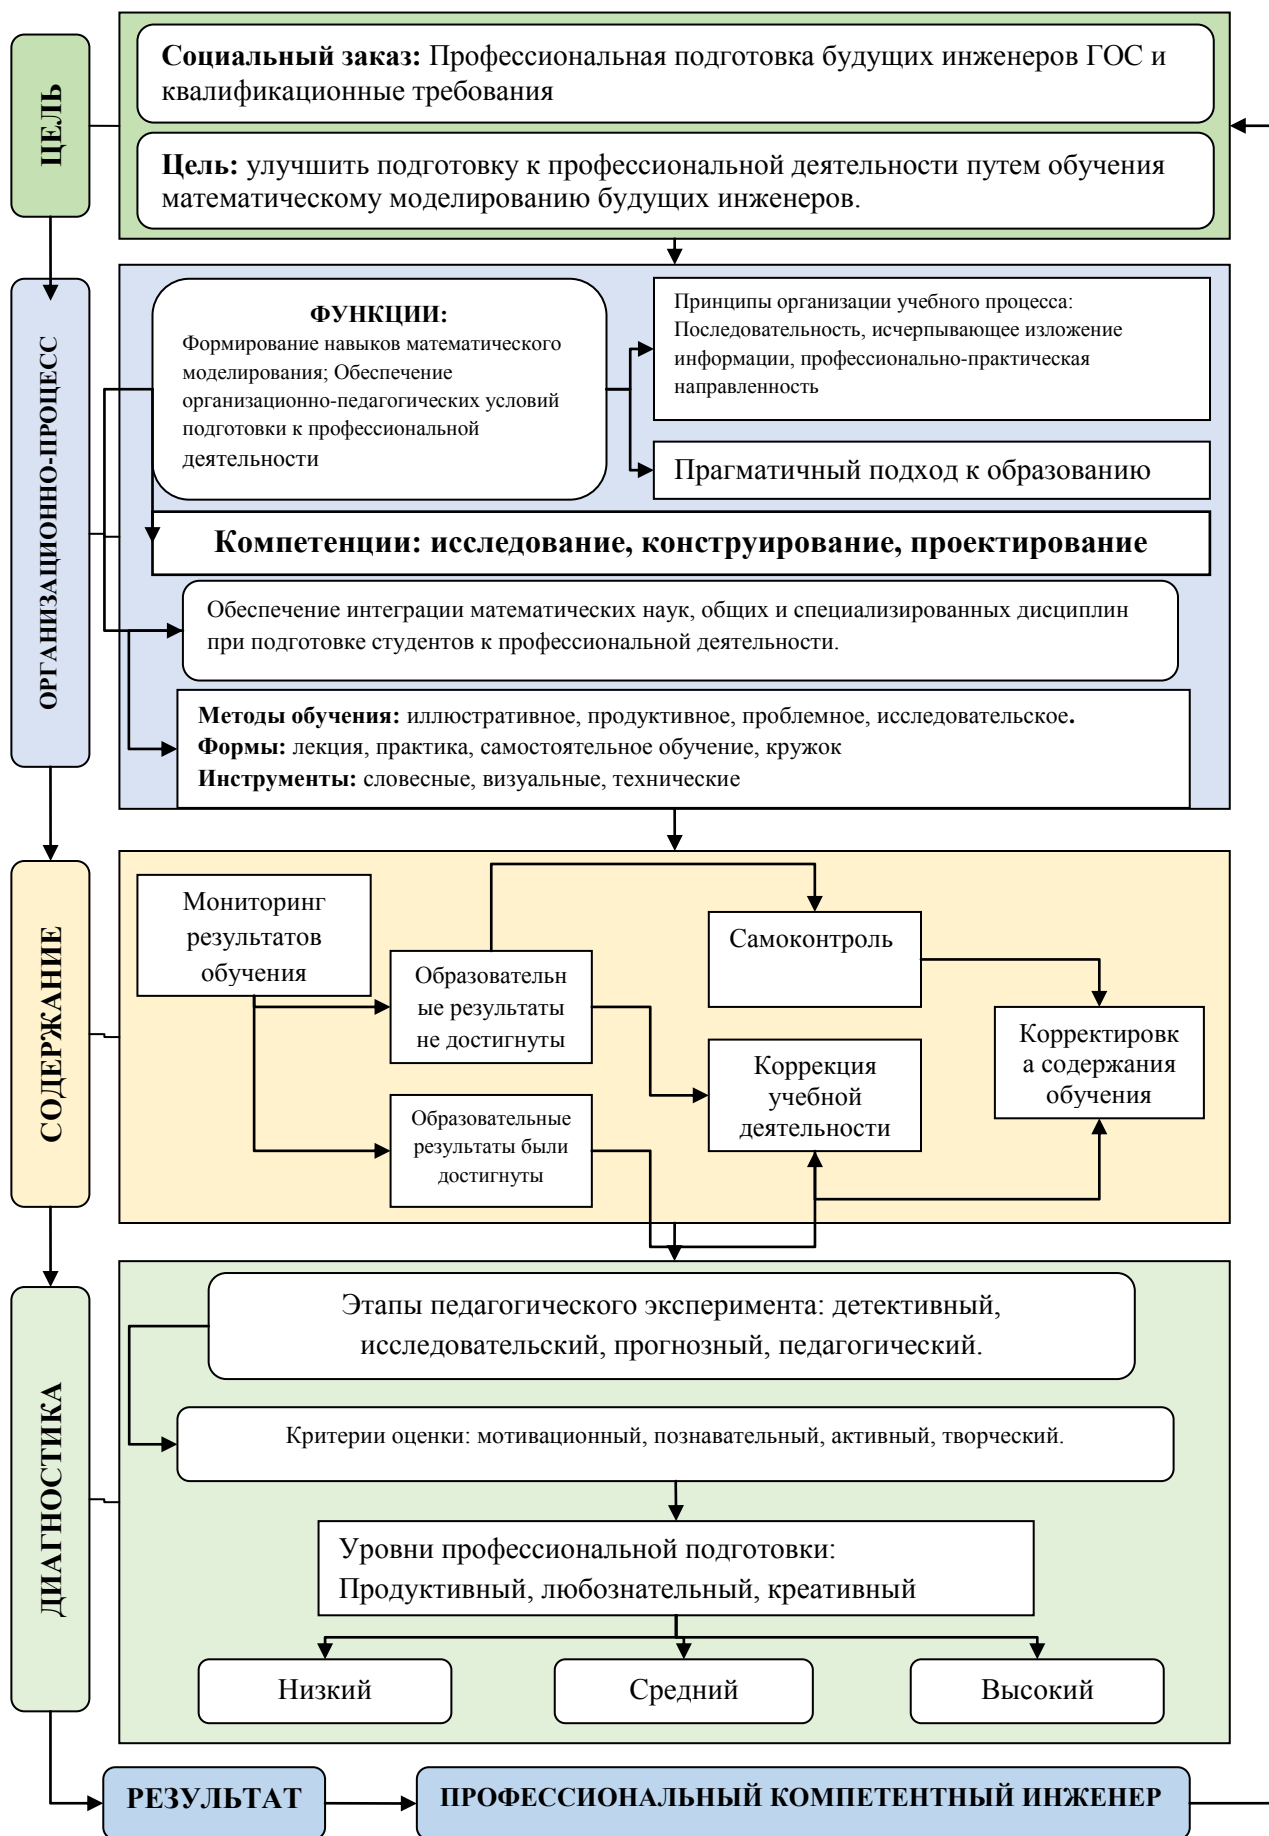 ЦЕЛЬ
Социальный заказ: Профессиональная подготовка будущих инженеров ГОС и
квалификационные требования
Цель: улучшить подготовку к профессиональной деятельности путем обучения
математическому моделированию будущих инженеров.
ОРГАНИЗАЦИОННО-ПРОЦЕСС
ФУНКЦИИ:
Формирование навыков математического
моделирования; Обеспечение
организационно-педагогических условий
подготовки к профессиональной
деятельности
Принципы организации учебного процесса:
Последовательность, исчерпывающее изложение
информации, профессионально-практическая
направленность
Прагматичный подход к образованию
Компетенции: исследование, конструирование, проектирование
Обеспечение интеграции математических наук, общих и специализированных дисциплин
при подготовке студентов к профессиональной деятельности.
Методы обучения: иллюстративное, продуктивное, проблемное, исследовательское.
Формы: лекция, практика, самостоятельное обучение, кружок
Инструменты: словесные, визуальные, технические
СОДЕРЖАНИЕ
Мониторинг
результатов
обучения
Образовательн
ые результаты
не достигнуты
Образовательные
результаты были
достигнуты
Самоконтроль
Коррекция
учебной
деятельности
Корректировк
а содержания
обучения
ДИАГНОСТИКА
Этапы педагогического эксперимента: детективный,
исследовательский, прогнозный, педагогический.
Критерии оценки: мотивационный, познавательный, активный, творческий.
Уровни профессиональной подготовки:
Продуктивный, любознательный, креативный
Низкий
Средний
Высокий
РЕЗУЛЬТАТ
ПРОФЕССИОНАЛЬНЫЙ КОМПЕТЕНТНЫЙ ИНЖЕНЕР